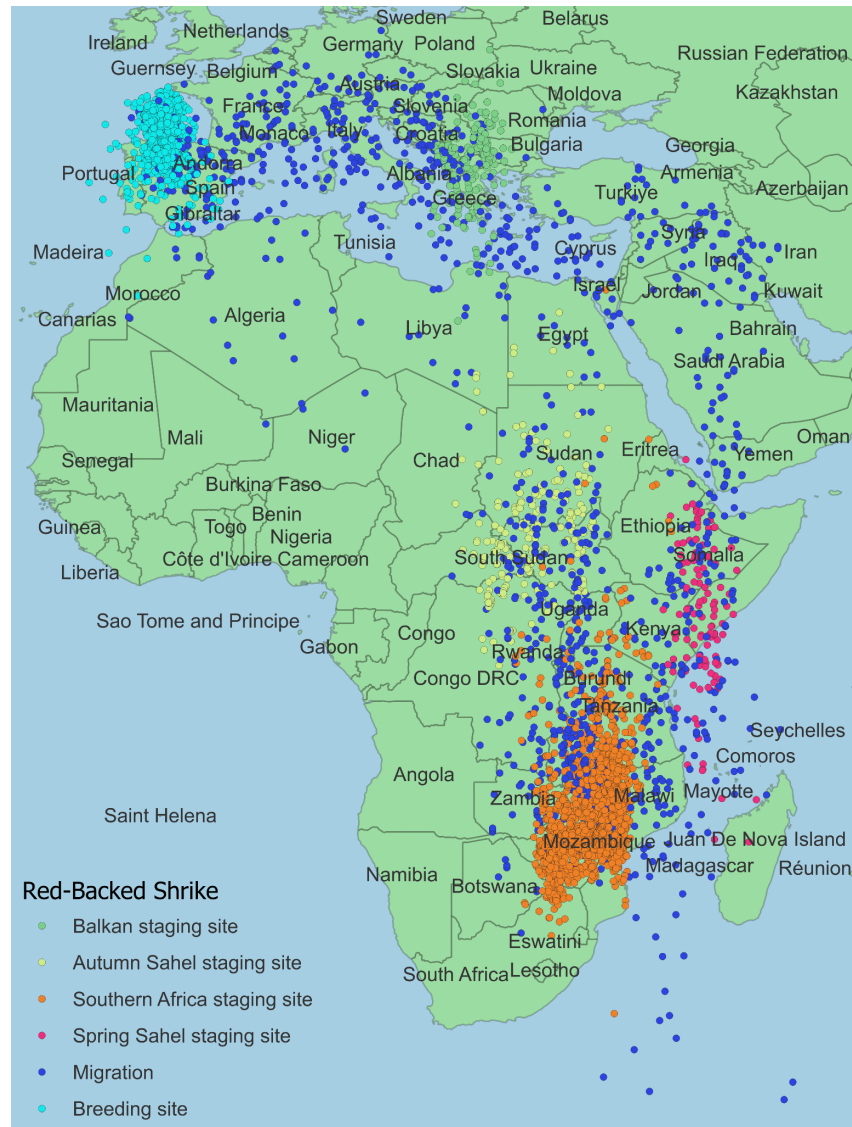 Sweden
Belarus
Ireland
Netherlands
Germany
Poland
Russian Federation
Guernsey
Belgium
Slovakia
Ukraine
Austria
Moldova
Kazakhstan
France
Slovenia
Monaco
Italy
Croatia
Romania
Bulgaria
Georgia
Portugal
Andorra
Albania
Armenia
Azerbaijan
Spain
Greece
Turkiye
Gibraltar
Madeira
Tunisia
Cyprus
Syria
Iraq
Iran
Morocco
Israel
Jordan
Kuwait
Canarias
Algeria
Libya
Egypt
Bahrain
Saudi Arabia
Mauritania
Mali
Niger
Chad
Sudan
Eritrea
Yemen
Oman
Senegal
Burkina Faso
Guinea
Togo
Benin
Nigeria
Ethiopia
Liberia
Côte d'Ivoire
Cameroon
South Sudan
Somalia
Sao Tome and Principe
Gabon
Congo
Uganda
Kenya
Rwanda
Congo DRC
Burundi
Tanzania
Seychelles
Comoros
Angola
Zambia
Malawi
Mayotte
Saint Helena
Mozambique
Juan De Nova Island
Namibia
Botswana
Madagascar
Réunion
Eswatini
South Africa
Lesotho
Red-Backed Shrike
Balkan staging site
Autumn Sahel staging site
Southern Africa staging site
Spring Sahel staging site
Migration
Breeding site